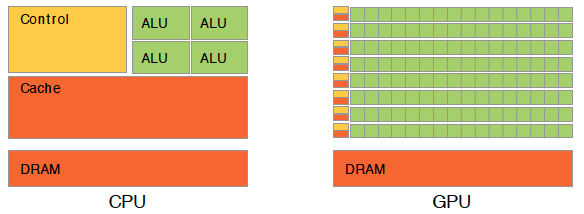 Control
ALU
ALU
ALU
ALU
Cache
DRAM
CPU
DRAM
GPU